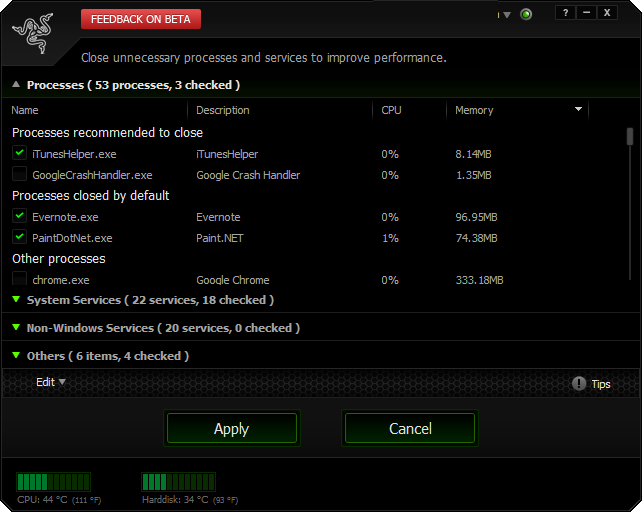 FEEDBACK ON BETA
? — X
Close unnecessary processes and services to improve performance.
Processes ( 53 processes, 3 checked )
Name Description CPU Memory
Processes recommended to close
iTunesHelper.exe iTunesHelper 0% 8.14MB
GoogleCrashHandler.exe Google Crash Handler 0% 1.35MB
Processes closed by default
Evernote.exe Evernote 0% 96.95MB
PaintDotNet.exe Paint.NET 1% 74.38MB
Other processes
chrome.exe Google Chrome 0% 333.18MB
System Services ( 22 services, 18 checked )
Non-Windows Services ( 20 services, 0 checked )
Others ( 6 items, 4 checked )
Edit ! Tips
Apply Cancel
CPU: 44 °C (111 °F) Harddisk: 34 °C (93 °F)